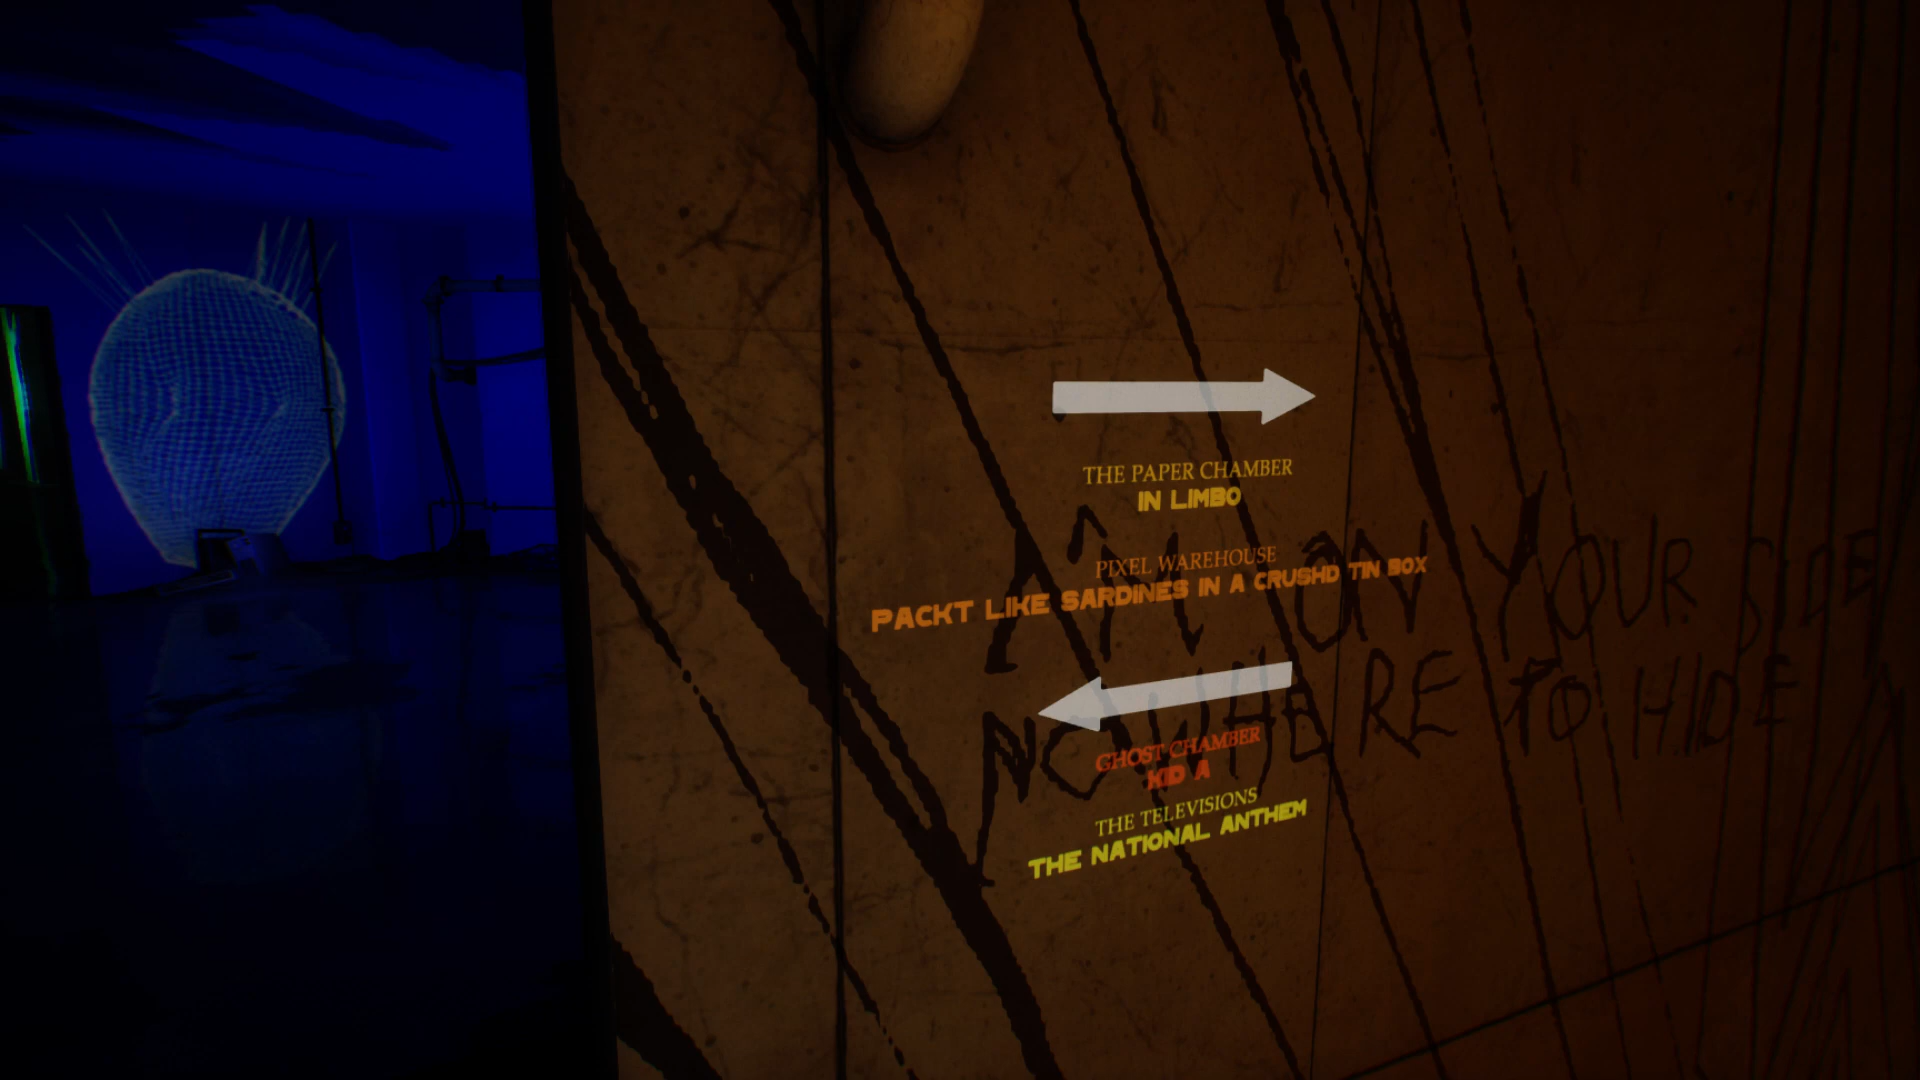 THE PAPER CHAMBER
IN LIMBO
PIXEL WAREHOUSE
PACKT LIKE SARDINES IN A CRUSHD TIN BOX
ON YOUR SIDE
NOWHERE TO HIDE
GHOST CHAMBER
KID A
THE TELEVISIONS
THE NATIONAL ANTHEM